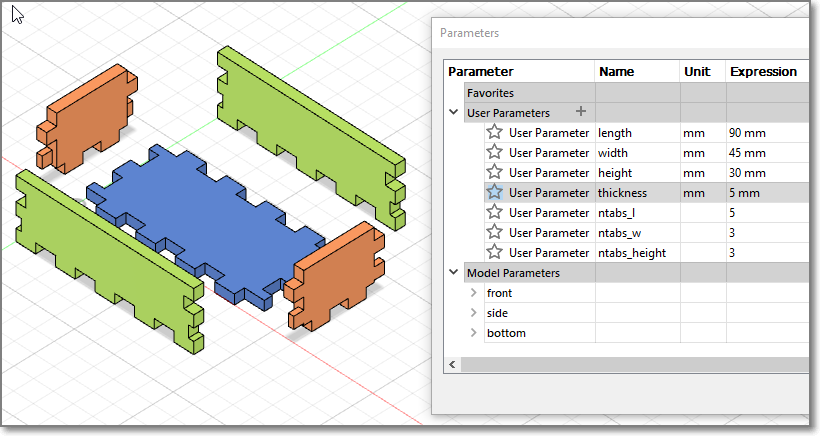 Parameters
Parameter Name Unit Expression
Favorites
User Parameters +
User Parameter length mm 90 mm
User Parameter width mm 45 mm
User Parameter height mm 30 mm
User Parameter thickness mm 5 mm
User Parameter ntabs_l 5
User Parameter ntabs_w 3
User Parameter ntabs_height 3
Model Parameters
front
side
bottom